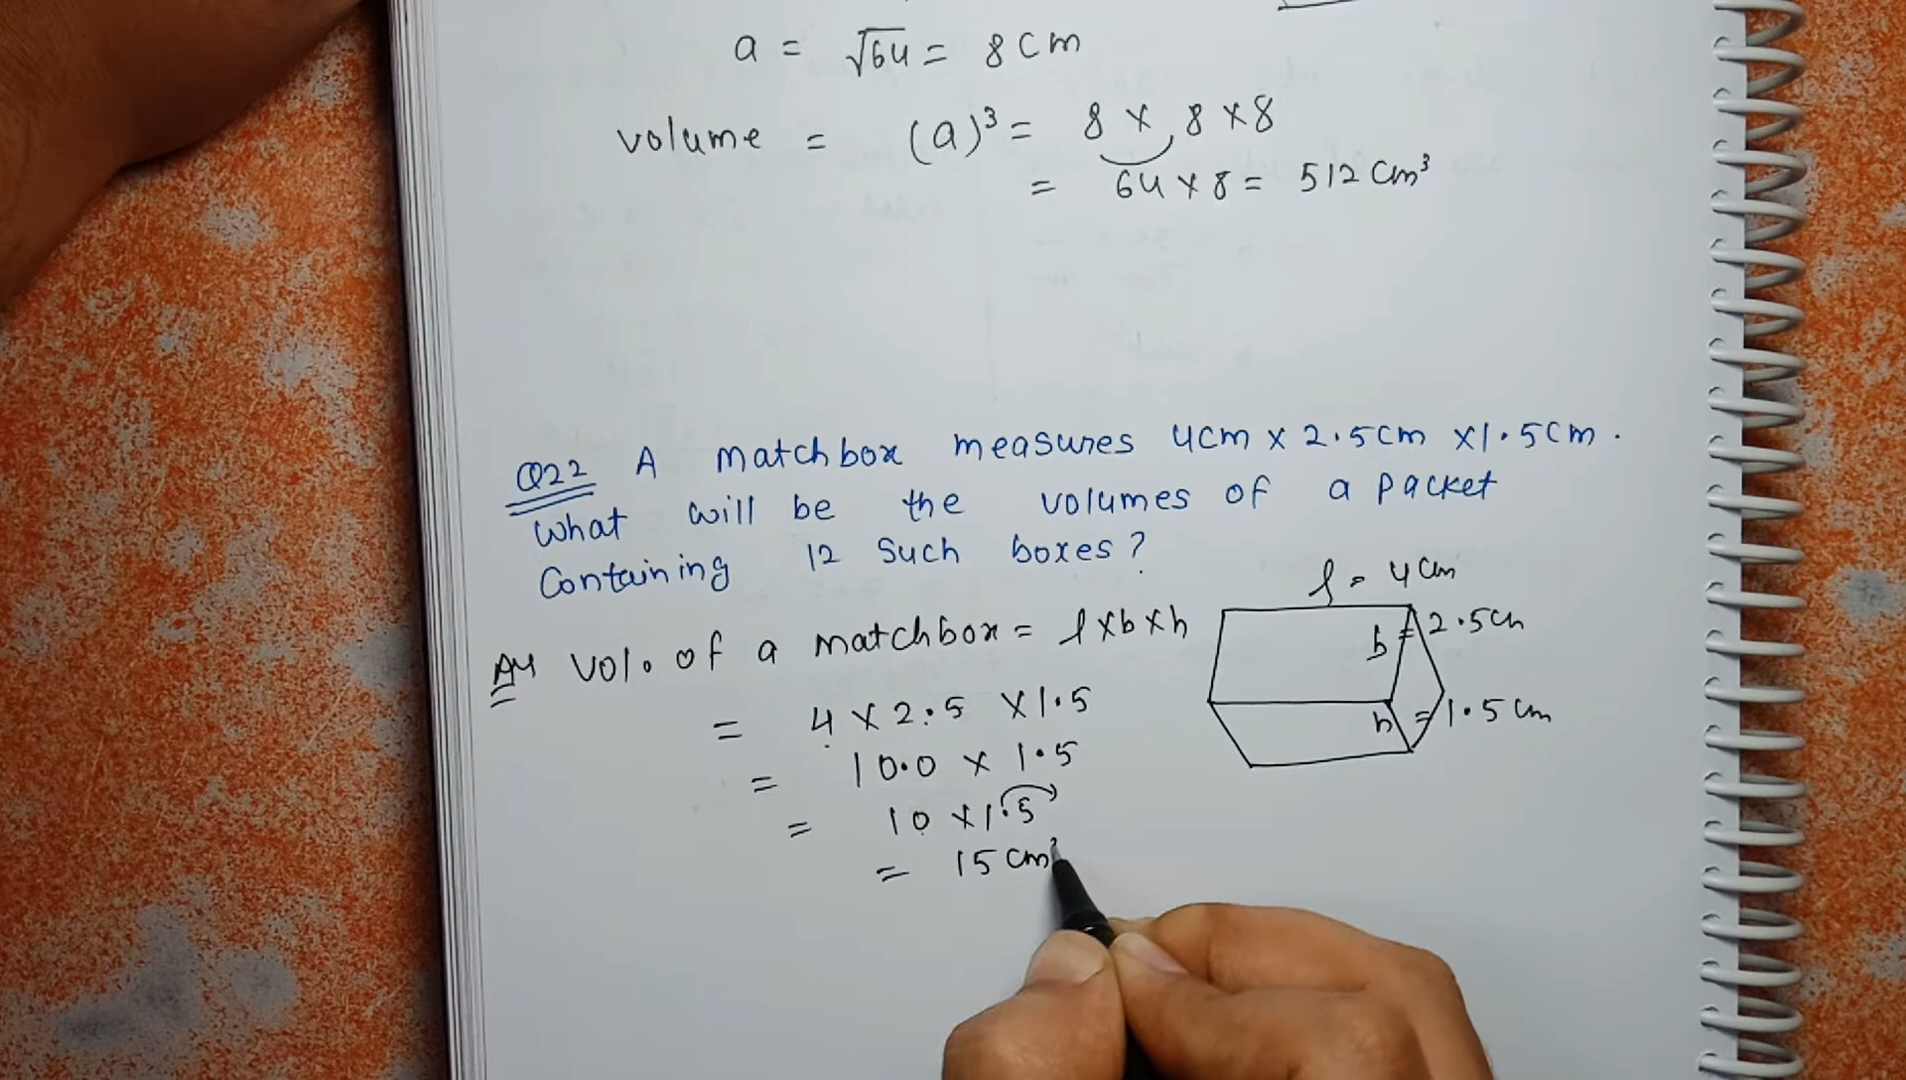 a = √64 = 8 cm
volume = (a)³ = 8 × 8 × 8
= 64 × 8 = 512 cm³
Q22 A matchbox measures 4cm × 2.5cm × 1.5cm.
What will be the volumes of a packet
Containing 12 such boxes?
l = 4 cm
b = 2.5 cm
h = 1.5 cm
Vol. of a matchbox = l × b × h
= 4 × 2.5 × 1.5
= 10.0 × 1.5
= 10 × 1.5
= 15 cm³